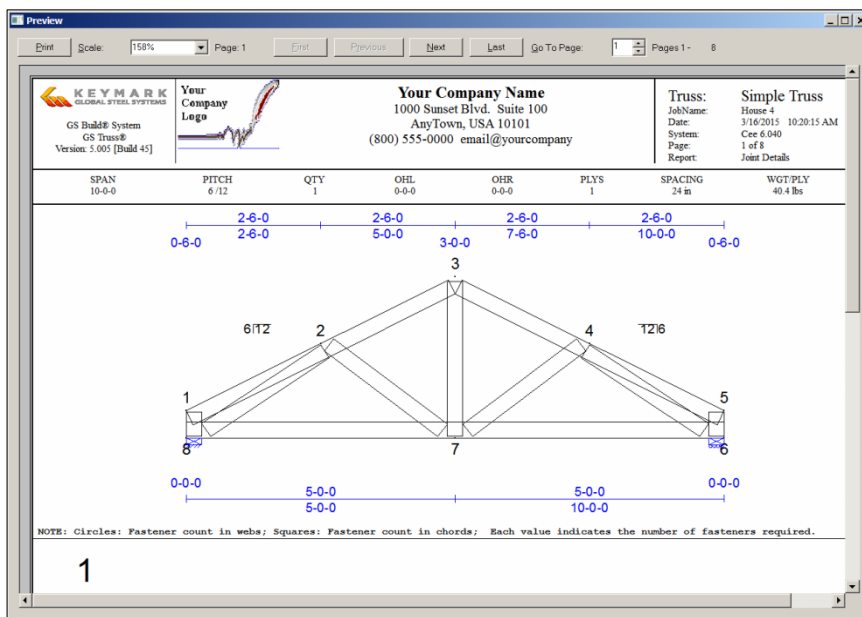 Preview
Print Scale: 158% Page: 1 First Previous Next Last Go To Page: 1 Pages 1 - 8
KEYMARK
GLOBAL STEEL SYSTEMS
GS Build® System
GS Truss®
Version: 5.005 [Build 45]
Your
Company
Logo
Your Company Name
1000 Sunset Blvd. Suite 100
AnyTown, USA 10101
(800) 555-0000 email@yourcompany
Truss: Simple Truss
JobName: House 4
Date: 3/16/2015 10:20:15 AM
System: Cee 6.040
Page: 1 of 8
Report: Joint Details
SPAN PITCH QTY OHL OHR PLYS SPACING WGT/PLY
10-0-0 6 /12 1 0-0-0 0-0-0 1 24 in 40.4 lbs
2-6-0 2-6-0 2-6-0 2-6-0
2-6-0 5-0-0 7-6-0 10-0-0
0-6-0 3-0-0 0-6-0
3
6 12 2 4 12 6
1 5
8 7 6
0-0-0 0-0-0
5-0-0 5-0-0
5-0-0 10-0-0
NOTE: Circles: Fastener count in webs; Squares: Fastener count in chords; Each value indicates the number of fasteners required.
1